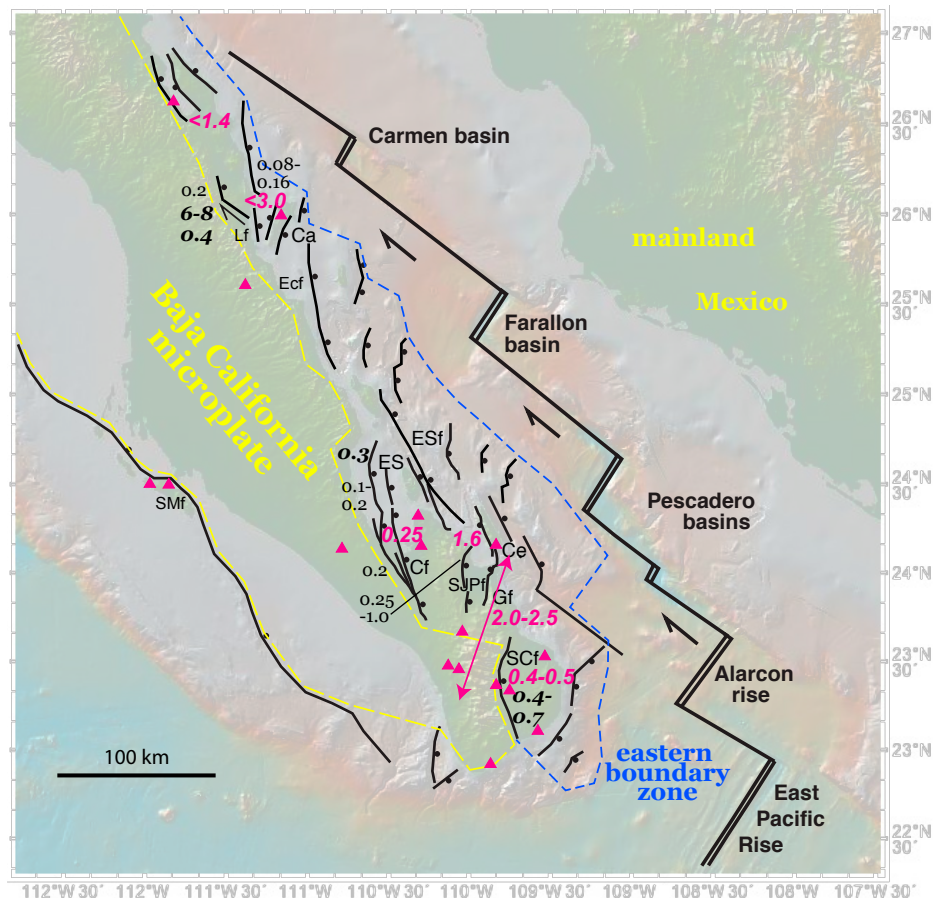 27°N
26°N
30'
Carmen basin
<1.4
0.08-
0.16
0.2
<3.0
6-8
26°N
0.4
Lf
Ca
mainland
Ecf
25°N
30'
Mexico
Baja California
microplate
Farallon
basin
25°N
ESf
0.3
ES
24°N
30'
0.1-
0.2
SMf
Pescadero
basins
0.25
1.6
Ce
Cf
24°N
0.2
SJPf
0.25
-1.0
Gf
2.0-2.5
SCf
23°N
30'
0.4-0.5
Alarcon
rise
0.4-
0.7
100 km
eastern
boundary
zone
23°N
East
Pacific
Rise
22°N
30'
112°W 30'
112°W
111°W 30'
111°W
110°W 30'
110°W
109°W 30'
109°W
108°W 30'
108°W
107°W 30'